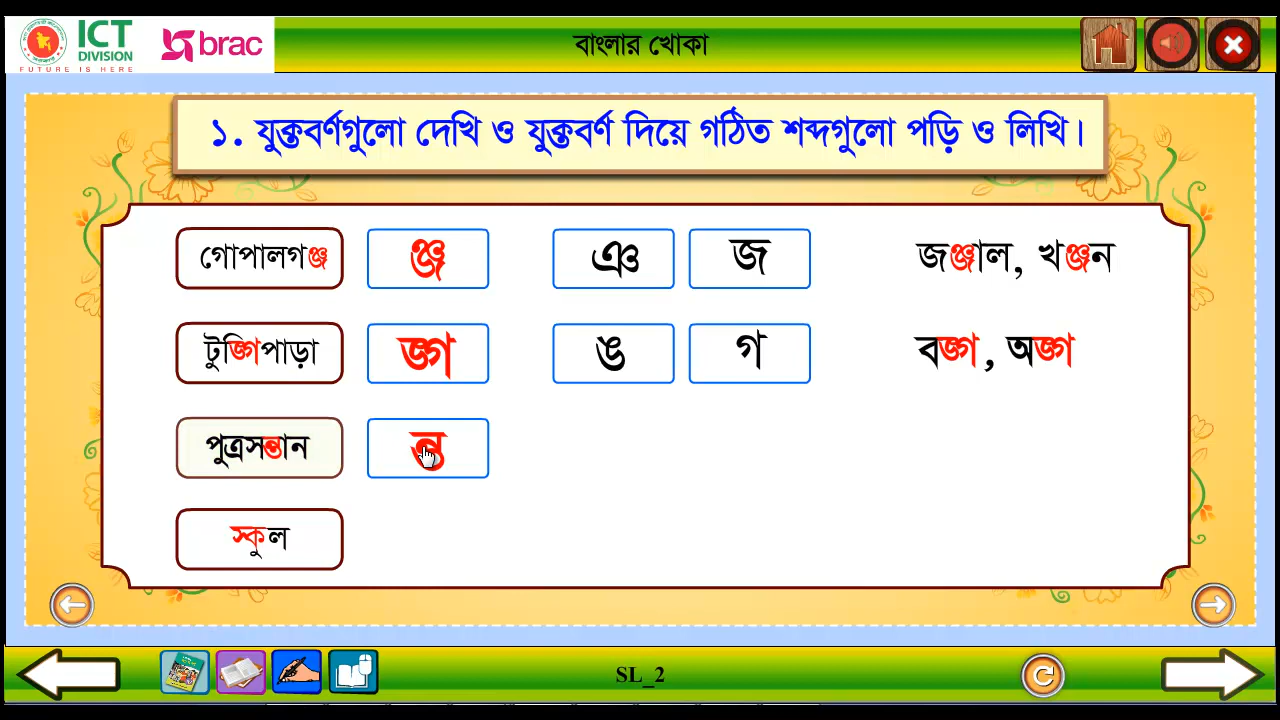 ICT
DIVISION
FUTURE IS HERE
brac
বাংলার খোকা
১. যুক্তবর্ণগুলো দেখি ও যুক্তবর্ণ দিয়ে গঠিত শব্দগুলো পড়ি ও লিখি।
গোপালগঞ্জ ঞ্জ ঞ জ জঞ্জাল, খঞ্জন
টুঙ্গিপাড়া ঙ্গ ঙ গ বঙ্গ, অঙ্গ
পুত্রসন্তান ন্ত
স্কুল
SL_2